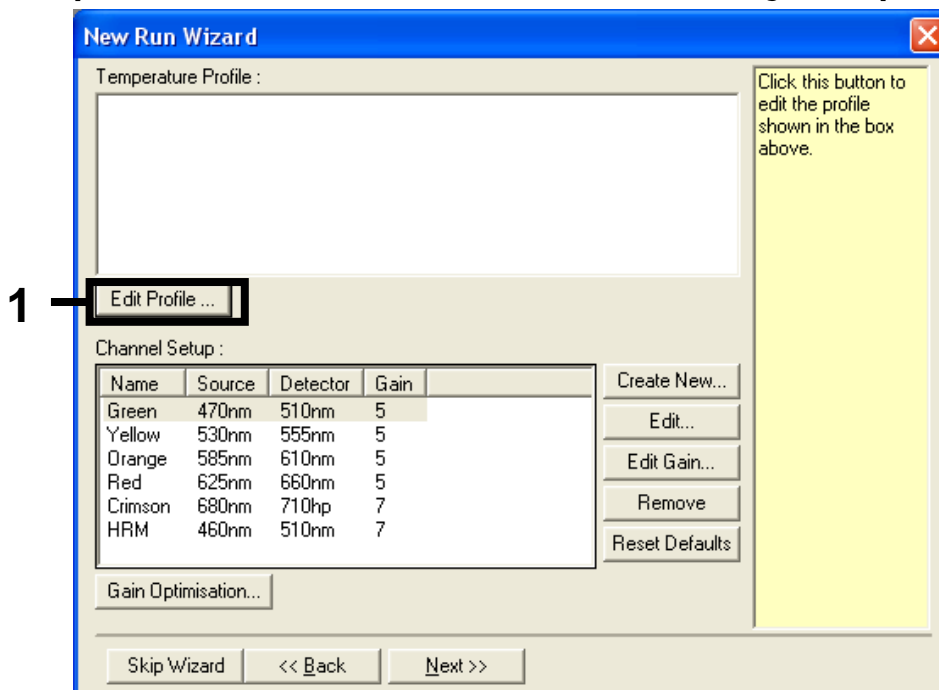 New Run Wizard
Temperature Profile :
Click this button to
edit the profile
shown in the box
above.
1
Edit Profile ...
Channel Setup :
Name Source Detector Gain
Green 470nm 510nm 5
Yellow 530nm 555nm 5
Orange 585nm 610nm 5
Red 625nm 660nm 5
Crimson 680nm 710hp 7
HRM 460nm 510nm 7
Create New...
Edit...
Edit Gain...
Remove
Reset Defaults
Gain Optimisation...
Skip Wizard << Back Next >>